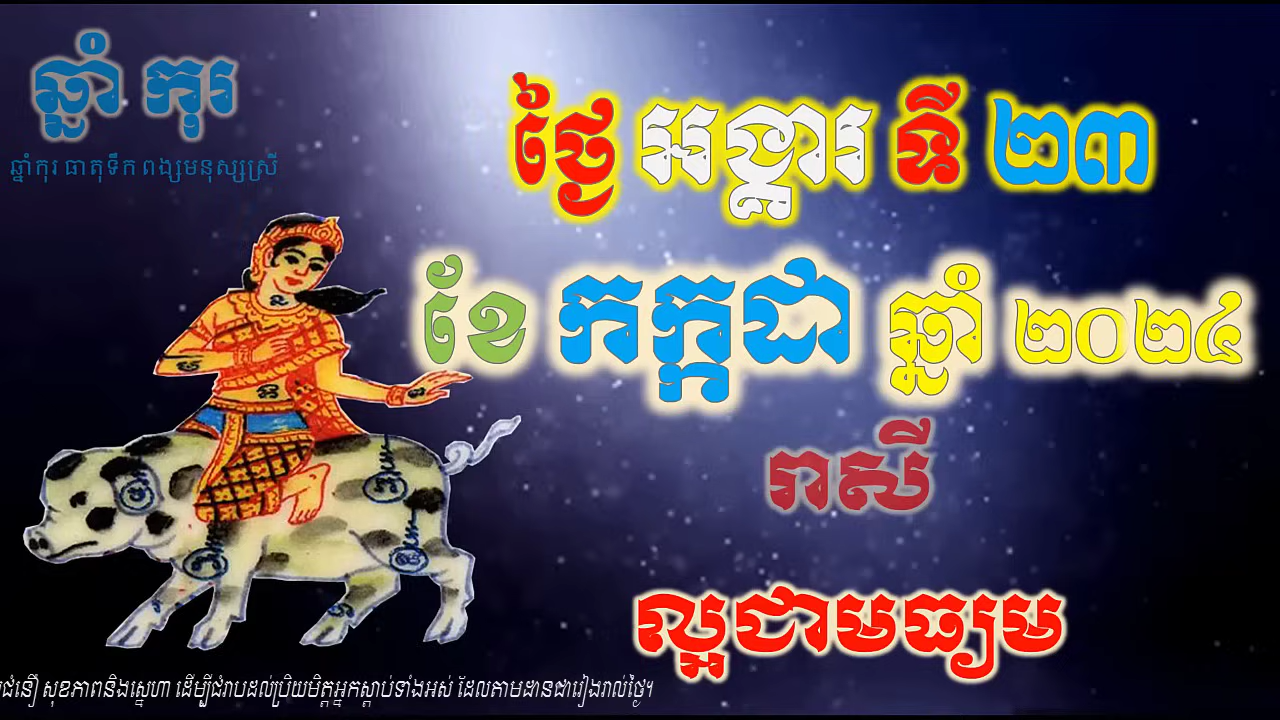 ឆ្នាំ កុរ
ឆ្នាំកុរ ធាតុទឹក ពង្សមនុស្សស្រី
ថ្ងៃ អង្គារ ទី ២៣
ខែ កក្កដា ឆ្នាំ ២០២៤
រាសី
ល្អជាមធ្យម
ជំនឿ សុខភាពនិងស្នេហា ដើម្បីជំរាបដល់ប្រិយមិត្តអ្នកស្តាប់ទាំងអស់ ដែលតាមដានជារៀងរាល់ថ្ងៃ។